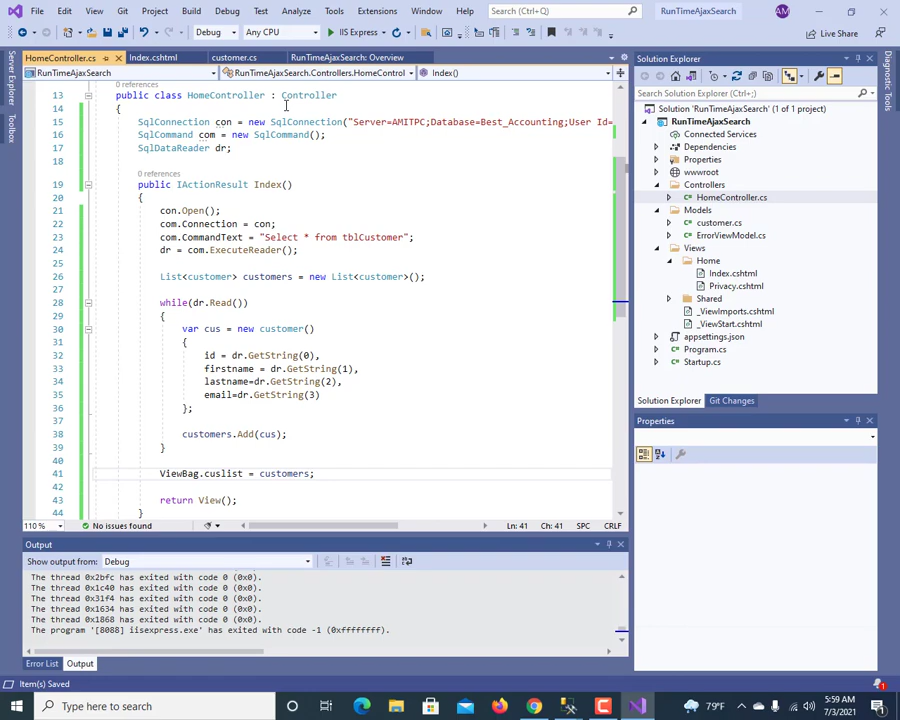 File Edit View Git Project Build Debug Test Analyze Tools Extensions Window Help Search (Ctrl+Q) RunTimeAjaxSearch AM
Debug Any CPU IIS Express Live Share
HomeController.cs Index.cshtml customer.cs RunTimeAjaxSearch: Overview
RunTimeAjaxSearch RunTimeAjaxSearch.Controllers.HomeControl Index()
Server Explorer
Toolbox
0 references
13 public class HomeController : Controller
14 {
15 SqlConnection con = new SqlConnection("Server=AMITPC;Database=Best_Accounting;User Id=
16 SqlCommand com = new SqlCommand();
17 SqlDataReader dr;
18
0 references
19 public IActionResult Index()
20 {
21 con.Open();
22 com.Connection = con;
23 com.CommandText = "Select * from tblCustomer";
24 dr = com.ExecuteReader();
25
26 List<customer> customers = new List<customer>();
27
28 while(dr.Read())
29 {
30 var cus = new customer()
31 {
32 id = dr.GetString(0),
33 firstname = dr.GetString(1),
34 lastname=dr.GetString(2),
35 email=dr.GetString(3)
36 };
37
38 customers.Add(cus);
39 }
40
41 ViewBag.cuslist = customers;
42
43 return View();
44 }
110 % No issues found Ln: 41 Ch: 41 SPC CRLF
Output
Show output from: Debug
The thread 0x2bfc has exited with code 0 (0x0).
The thread 0x1c40 has exited with code 0 (0x0).
The thread 0x31f4 has exited with code 0 (0x0).
The thread 0x1634 has exited with code 0 (0x0).
The thread 0x1868 has exited with code 0 (0x0).
The program '[8088] iisexpress.exe' has exited with code -1 (0xffffffff).
Error List Output
Solution Explorer
Search Solution Explorer (Ctrl+;)
Solution 'RunTimeAjaxSearch' (1 of 1 project)
RunTimeAjaxSearch
Connected Services
Dependencies
Properties
wwwroot
Controllers
HomeController.cs
Models
customer.cs
ErrorViewModel.cs
Views
Home
Index.cshtml
Privacy.cshtml
Shared
_ViewImports.cshtml
_ViewStart.cshtml
appsettings.json
Program.cs
Startup.cs
Solution Explorer Git Changes
Properties
Diagnostic Tools
Item(s) Saved
1
Type here to search
79°F 5:59 AM
7/3/2021